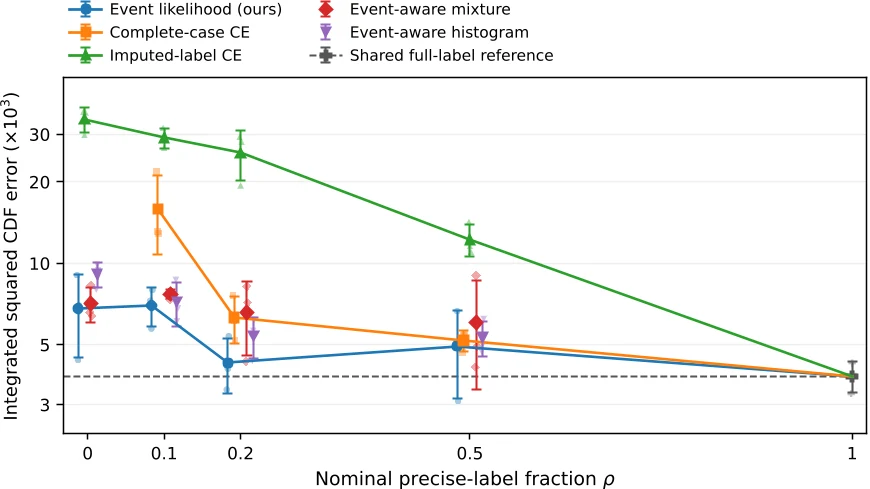 Event likelihood (ours)
Complete-case CE
Imputed-label CE
Event-aware mixture
Event-aware histogram
Shared full-label reference
Integrated squared CDF error (×10³)
30
20
10
5
3
0
0.1
0.2
0.5
1
Nominal precise-label fraction ρ